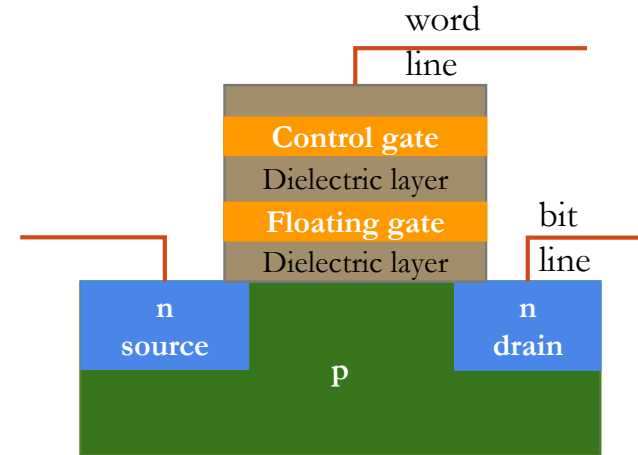 word
line
Control gate
Dielectric layer
Floating gate
Dielectric layer
bit
line
n
source
n
drain
p